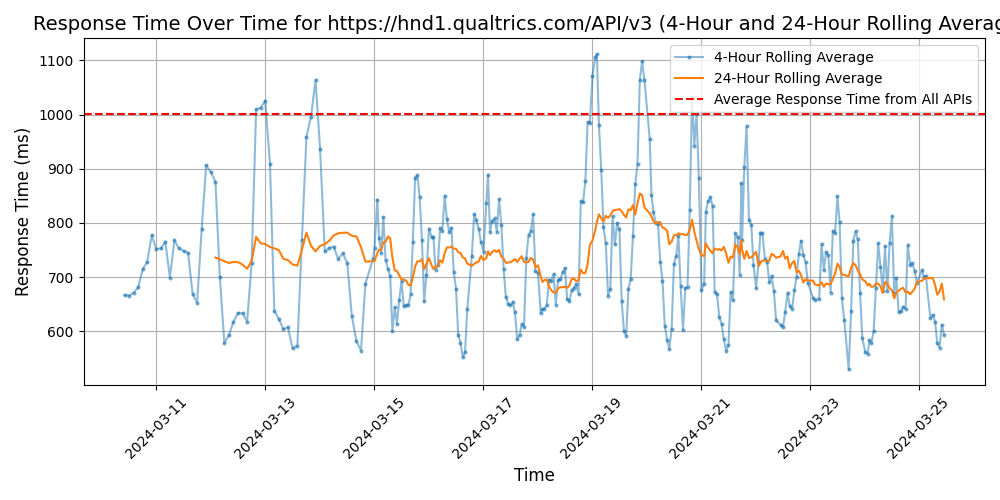 Response Time Over Time for https://hnd1.qualtrics.com/API/v3 (4-Hour and 24-Hour Rolling Averag
4-Hour Rolling Average
24-Hour Rolling Average
Average Response Time from All APIs
Response Time (ms)
1100
1000
900
800
700
600
2024-03-11
2024-03-13
2024-03-15
2024-03-17
2024-03-19
2024-03-21
2024-03-23
2024-03-25
Time